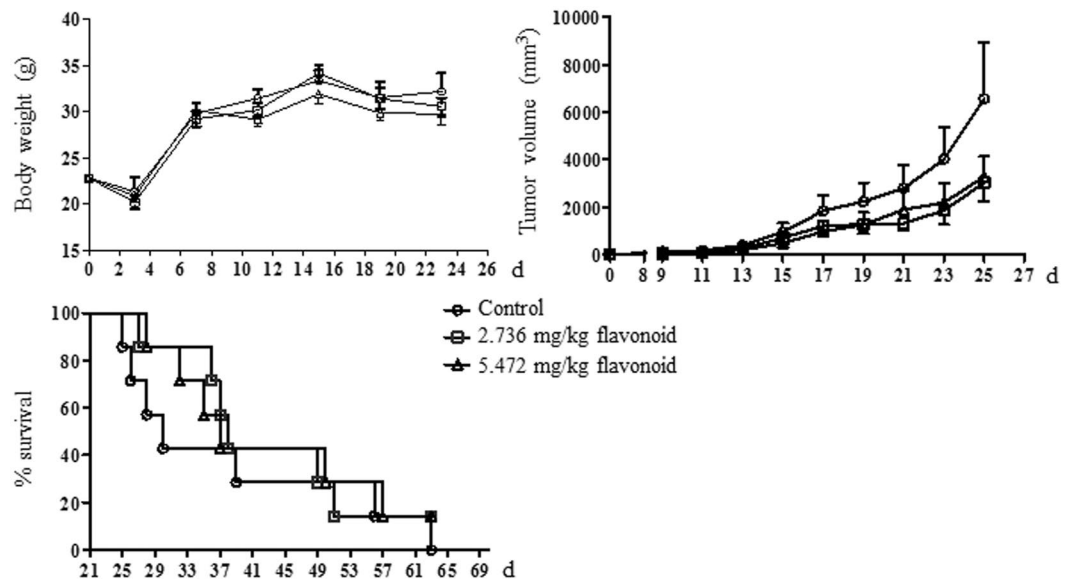 Body weight (g)
40
35
30
25
20
15
0 2 4 6 8 10 12 14 16 18 20 22 24 26 d
Tumor volume (mm³)
10000
8000
6000
4000
2000
0
0 8 9 11 13 15 17 19 21 23 25 27 d
% survival
100
80
60
40
20
0
21 25 29 33 37 41 45 49 53 57 61 65 69 d
Control
2.736 mg/kg flavonoid
5.472 mg/kg flavonoid